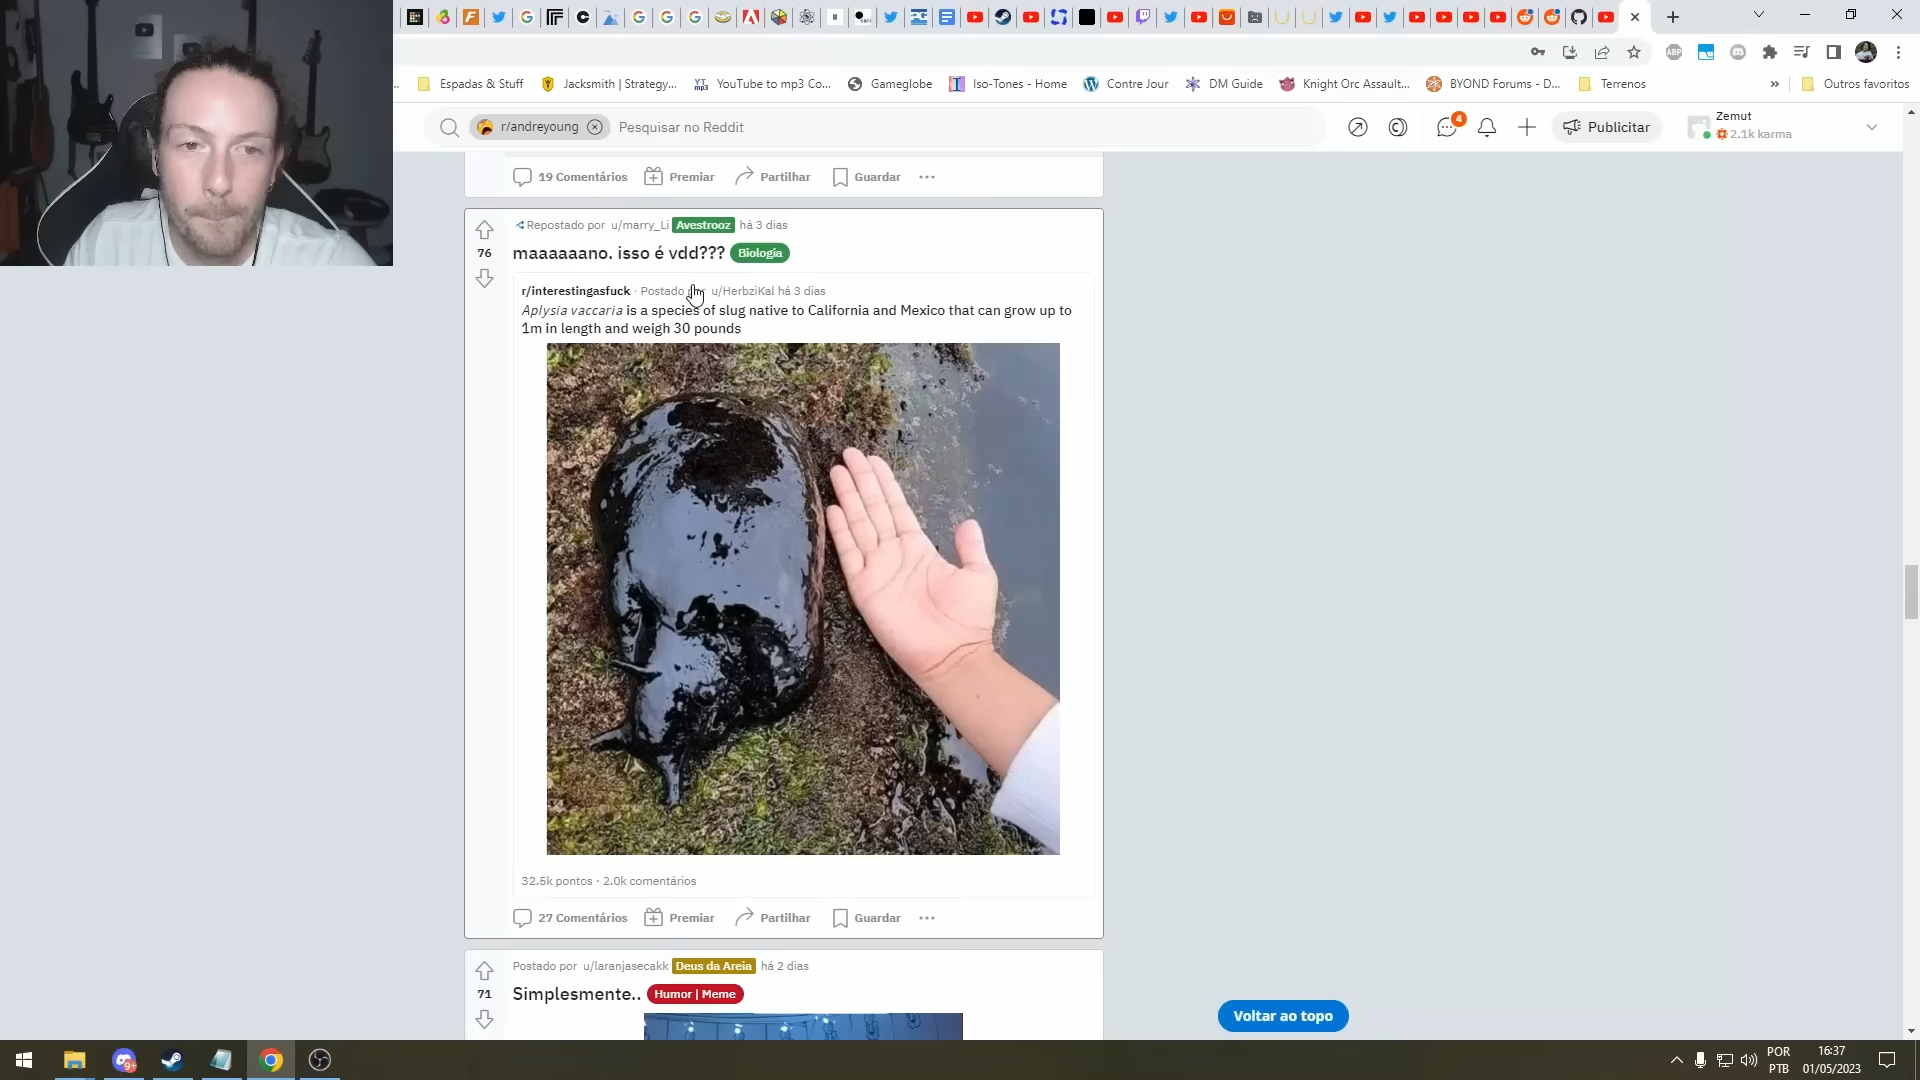 Espadas & Stuff
Jacksmith | Strategy...
YouTube to mp3 Co...
Gameglobe
Iso-Tones - Home
Contre Jour
DM Guide
Knight Orc Assault...
BYOND Forums - D...
Terrenos
»
Outros favoritos
r/andreyoung
Pesquisar no Reddit
4
Publicitar
Zemut
2.1k karma
19 Comentários
Premiar
Partilhar
Guardar
76
Repostado por u/marry_Li Avestrooz há 3 dias
maaaaaano. isso é vdd??? Biologia
r/interestingasfuck · Postado u/HerbziKal há 3 dias
Aplysia vaccaria is a species of slug native to California and Mexico that can grow up to
1m in length and weigh 30 pounds
32.5k pontos · 2.0k comentários
27 Comentários
Premiar
Partilhar
Guardar
71
Postado por u/laranjasecakk Deus da Areia há 2 dias
Simplesmente.. Humor | Meme
Voltar ao topo
9+
POR
PTB
16:37
01/05/2023